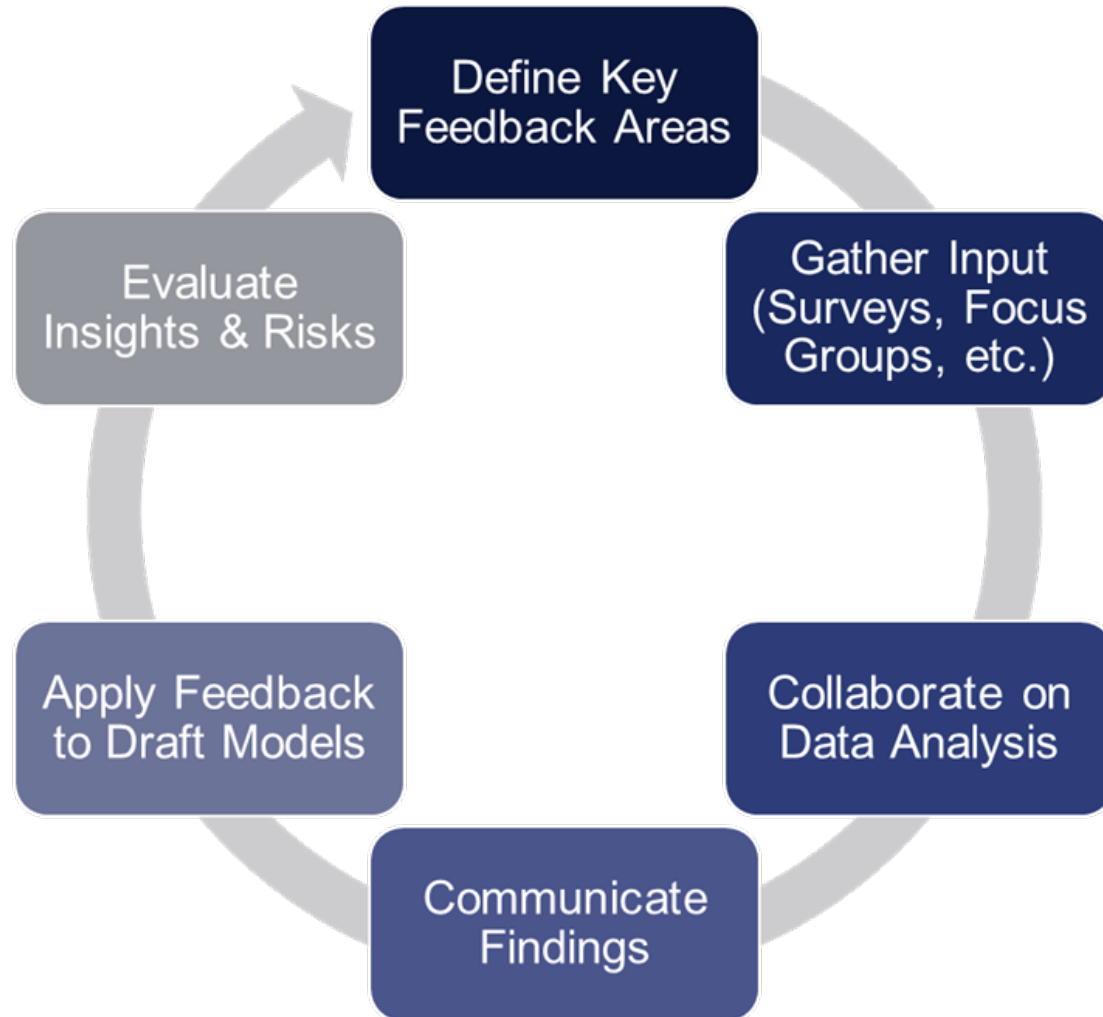 Define Key
Feedback Areas
Gather Input
(Surveys, Focus
Groups, etc.)
Collaborate on
Data Analysis
Communicate
Findings
Apply Feedback
to Draft Models
Evaluate
Insights & Risks